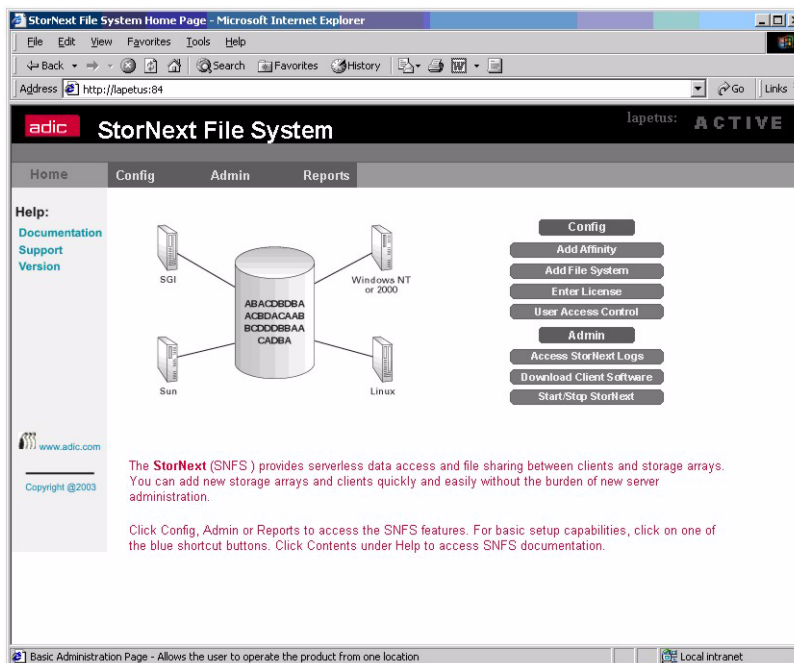 StorNext File System Home Page - Microsoft Internet Explorer
File Edit View Favorites Tools Help
Back Search Favorites History
Address http://lapetus:84 Go Links
adic StorNext File System lapetus: ACTIVE
Home Config Admin Reports
Help:
Documentation
Support
Version
SGI
Windows NT
or 2000
ABACDBDBA
ACBDACAAB
BCDDDBBAA
CADBA
Sun
Linux
Config
Add Affinity
Add File System
Enter License
User Access Control
Admin
Access StorNext Logs
Download Client Software
Start/Stop StorNext
www.adic.com
Copyright @2003
The StorNext (SNFS ) provides serverless data access and file sharing between clients and storage arrays.
You can add new storage arrays and clients quickly and easily without the burden of new server
administration.
Click Config, Admin or Reports to access the SNFS features. For basic setup capabilities, click on one of
the blue shortcut buttons. Click Contents under Help to access SNFS documentation.
Basic Administration Page - Allows the user to operate the product from one location
Local intranet